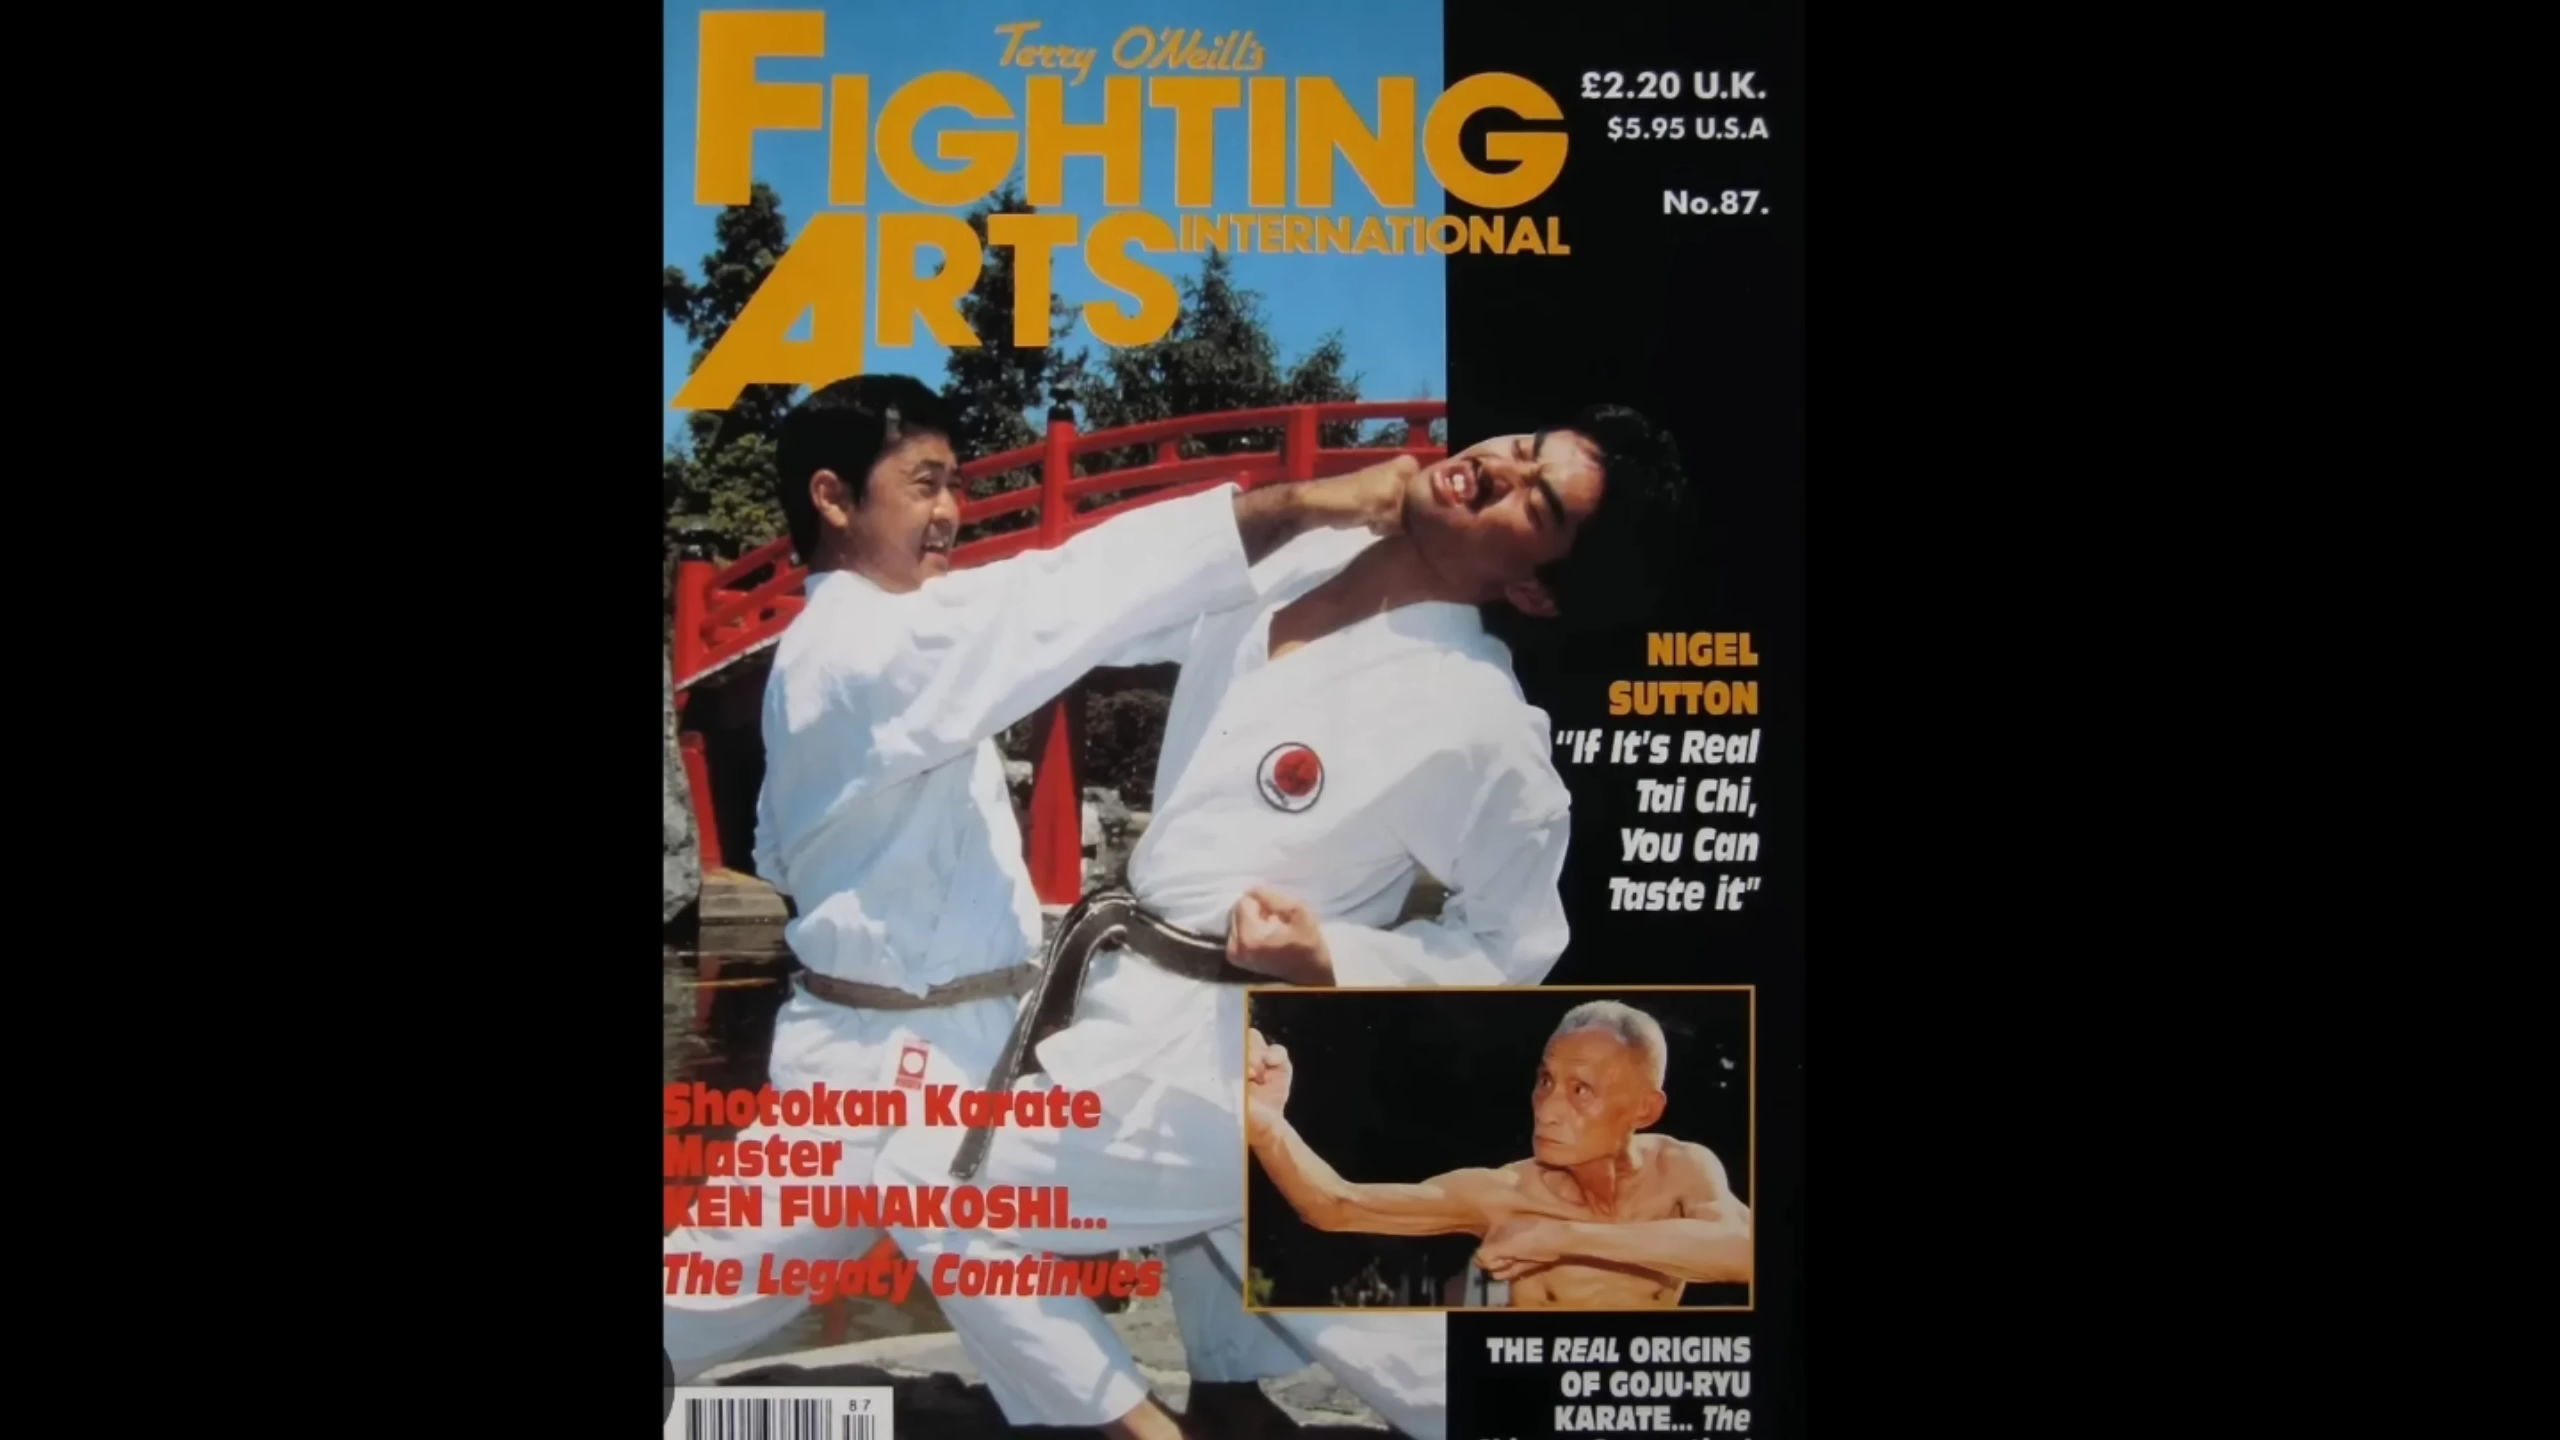 Terry O'Neill's
FIGHTING
ARTS INTERNATIONAL
£2.20 U.K.
$5.95 U.S.A
No.87.
NIGEL
SUTTON
"If It's Real
Tai Chi,
You Can
Taste it"
Shotokan Karate
Master
KEN FUNAKOSHI...
The Legacy Continues
THE REAL ORIGINS
OF GOJU-RYU
KARATE... The
87